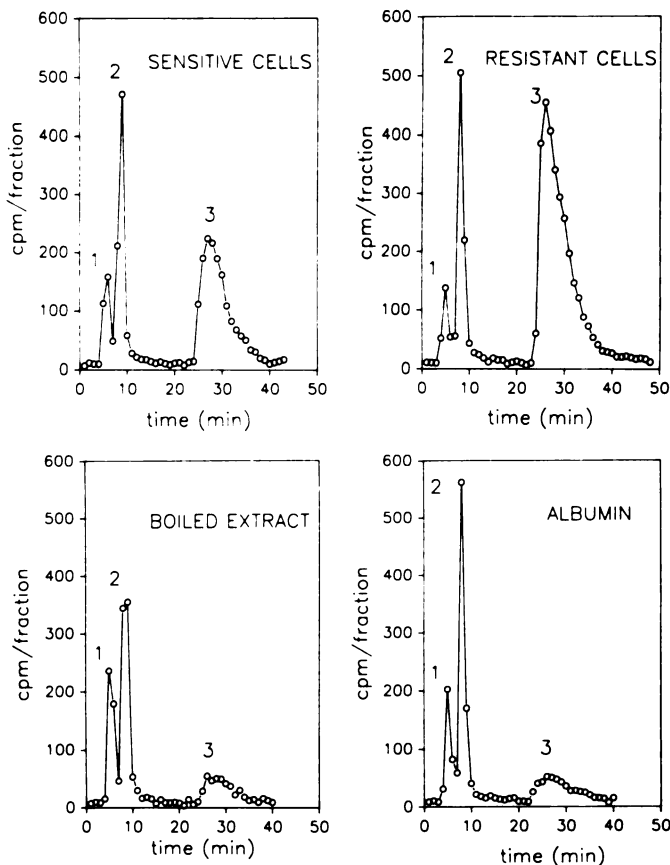 SENSITIVE CELLS
cpm/fraction
600
500
400
300
200
100
0
1
2
3
0 10 20 30 40 50
time (min)
RESISTANT CELLS
cpm/fraction
600
500
400
300
200
100
0
1
2
3
0 10 20 30 40 50
time (min)
BOILED EXTRACT
cpm/fraction
600
500
400
300
200
100
0
1
2
3
0 10 20 30 40 50
time (min)
ALBUMIN
cpm/fraction
600
500
400
300
200
100
0
1
2
3
0 10 20 30 40 50
time (min)